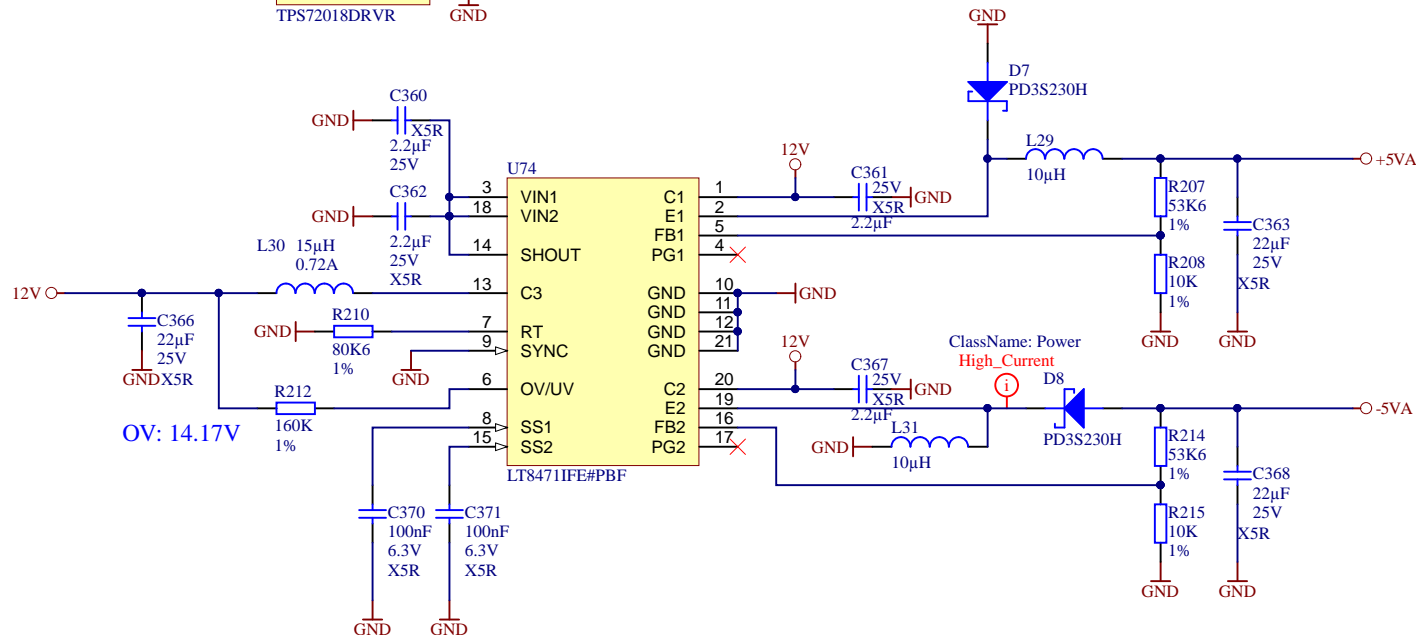 TPS72018DRVR
GND
GND
D7
PD3S230H
C360
GND
X5R
2.2µF
25V
C362
GND
2.2µF
25V
X5R
U74
3
VIN1
18
VIN2
14
SHOUT
13
C3
7
RT
9
SYNC
6
OV/UV
8
SS1
15
SS2
C1
1
E1
2
FB1
5
PG1
4
GND
10
GND
11
GND
12
GND
21
C2
20
E2
19
FB2
16
PG2
17
LT8471IFE#PBF
12V
C361
25V
GND
X5R
2.2µF
L29
10µH
+5VA
R207
53K6
1%
C363
22µF
25V
X5R
R208
10K
1%
GND
GND
GND
L30
15µH
0.72A
12V
C366
22µF
25V
GND
X5R
GND
R210
80K6
1%
GND
R212
160K
1%
OV: 14.17V
12V
C367
25V
GND
X5R
2.2µF
ClassName: Power
High_Current
i
D8
PD3S230H
-5VA
GND
L31
10µH
R214
53K6
1%
C368
22µF
25V
X5R
R215
10K
1%
GND
GND
C370
100nF
6.3V
X5R
C371
100nF
6.3V
X5R
GND
GND